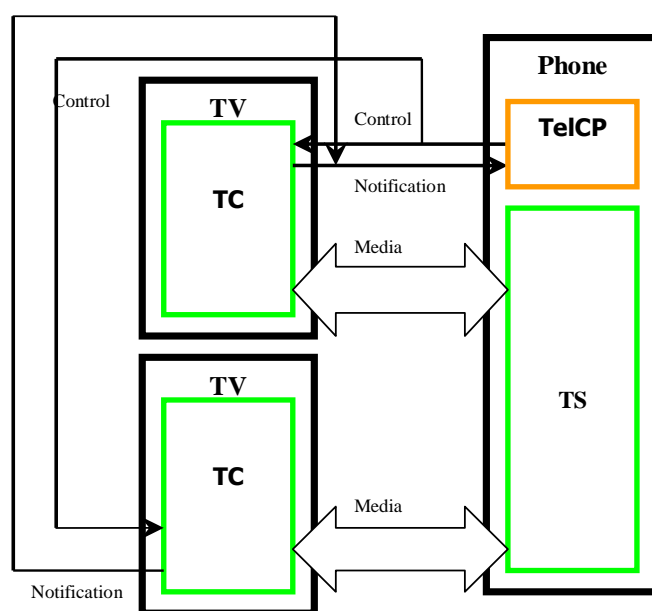 Phone
Control
TV
Control
TelCP
TC
Notification
Media
TV
TS
TC
Media
Notification